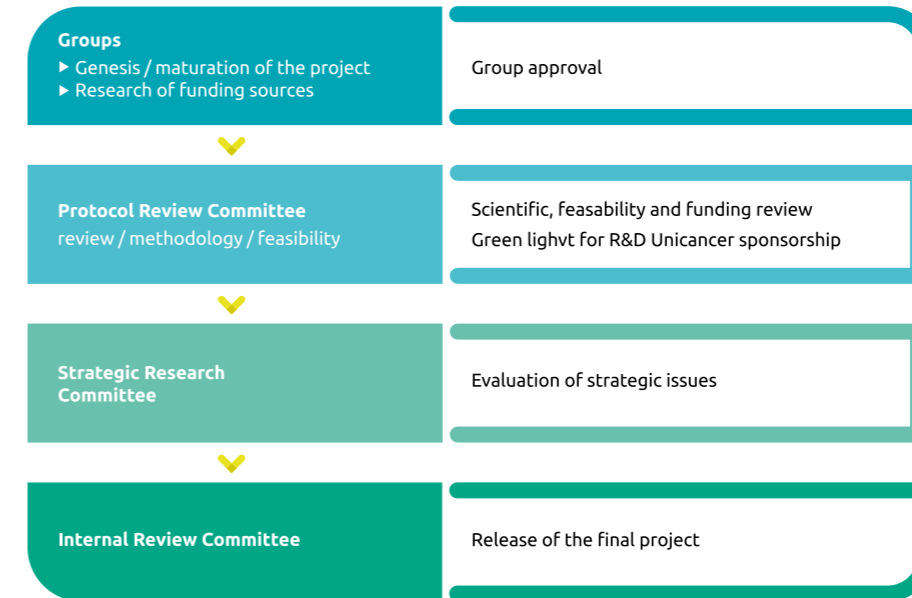 Groups
▶ Genesis / maturation of the project
▶ Research of funding sources
Group approval
Protocol Review Committee
review / methodology / feasibility
Scientific, feasability and funding review
Green lighvt for R&D Unicancer sponsorship
Strategic Research
Committee
Evaluation of strategic issues
Internal Review Committee
Release of the final project